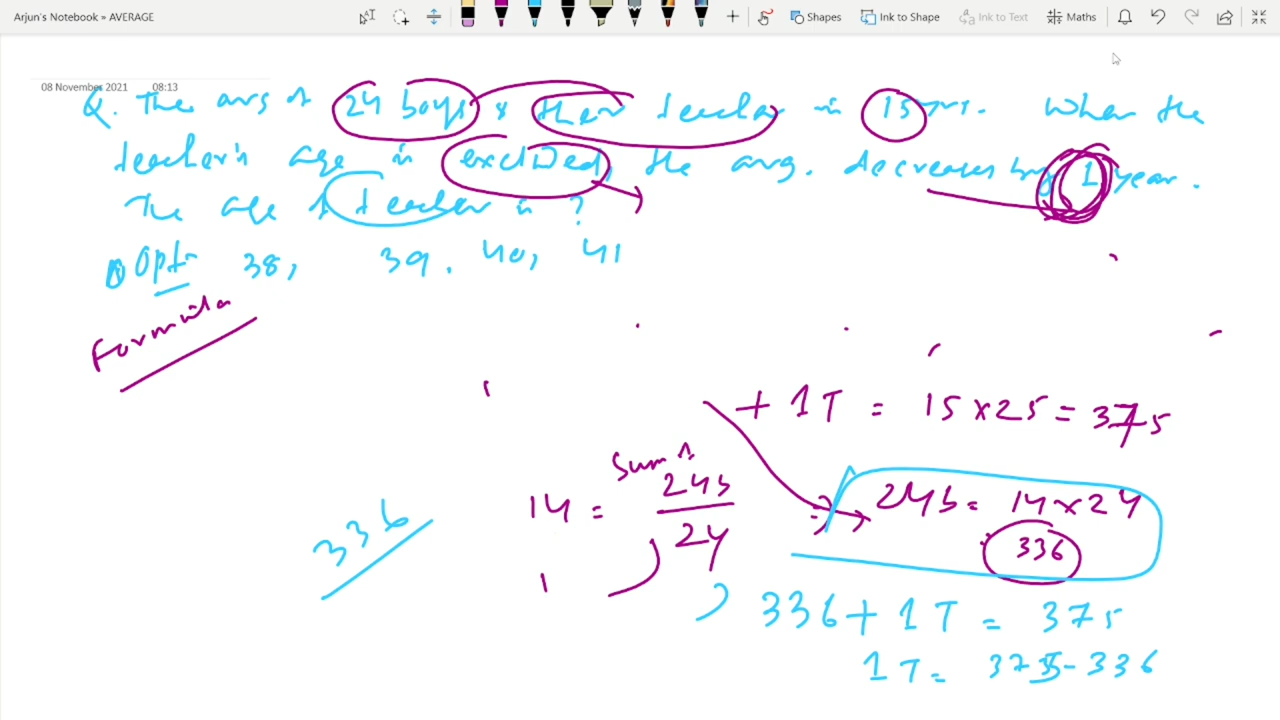 Arjun's Notebook » AVERAGE
Shapes
Ink to Shape
Ink to Text
Maths
08 November 2021 08:13
Q. The avg of 24 boys & their teacher is 15 yrs. When the
teacher's age is excluded, the avg. decreases by 1 year.
The age of teacher is ?
Opt- 38, 39, 40, 41
Formula
+ 1T = 15 x 25 = 375
Sum of
14 = 24b / 24 => 24b = 14 x 24
336
336
336 + 1T = 375
1T = 375 - 336